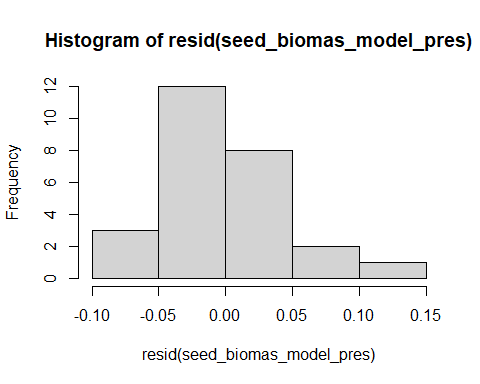 Histogram of resid(seed_biomas_model_pres)
Frequency
12
10
8
6
4
2
0
-0.10 -0.05 0.00 0.05 0.10 0.15
resid(seed_biomas_model_pres)